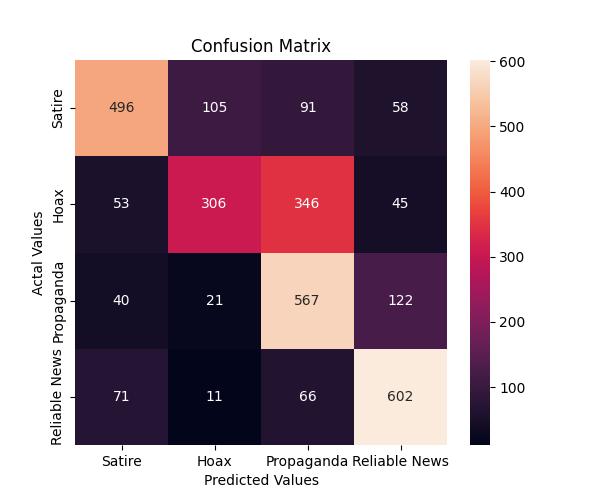 Confusion Matrix
Actal Values
Satire
496 105 91 58
Hoax
53 306 346 45
Propaganda
40 21 567 122
Reliable News
71 11 66 602
Satire Hoax Propaganda Reliable News
Predicted Values
600
500
400
300
200
100